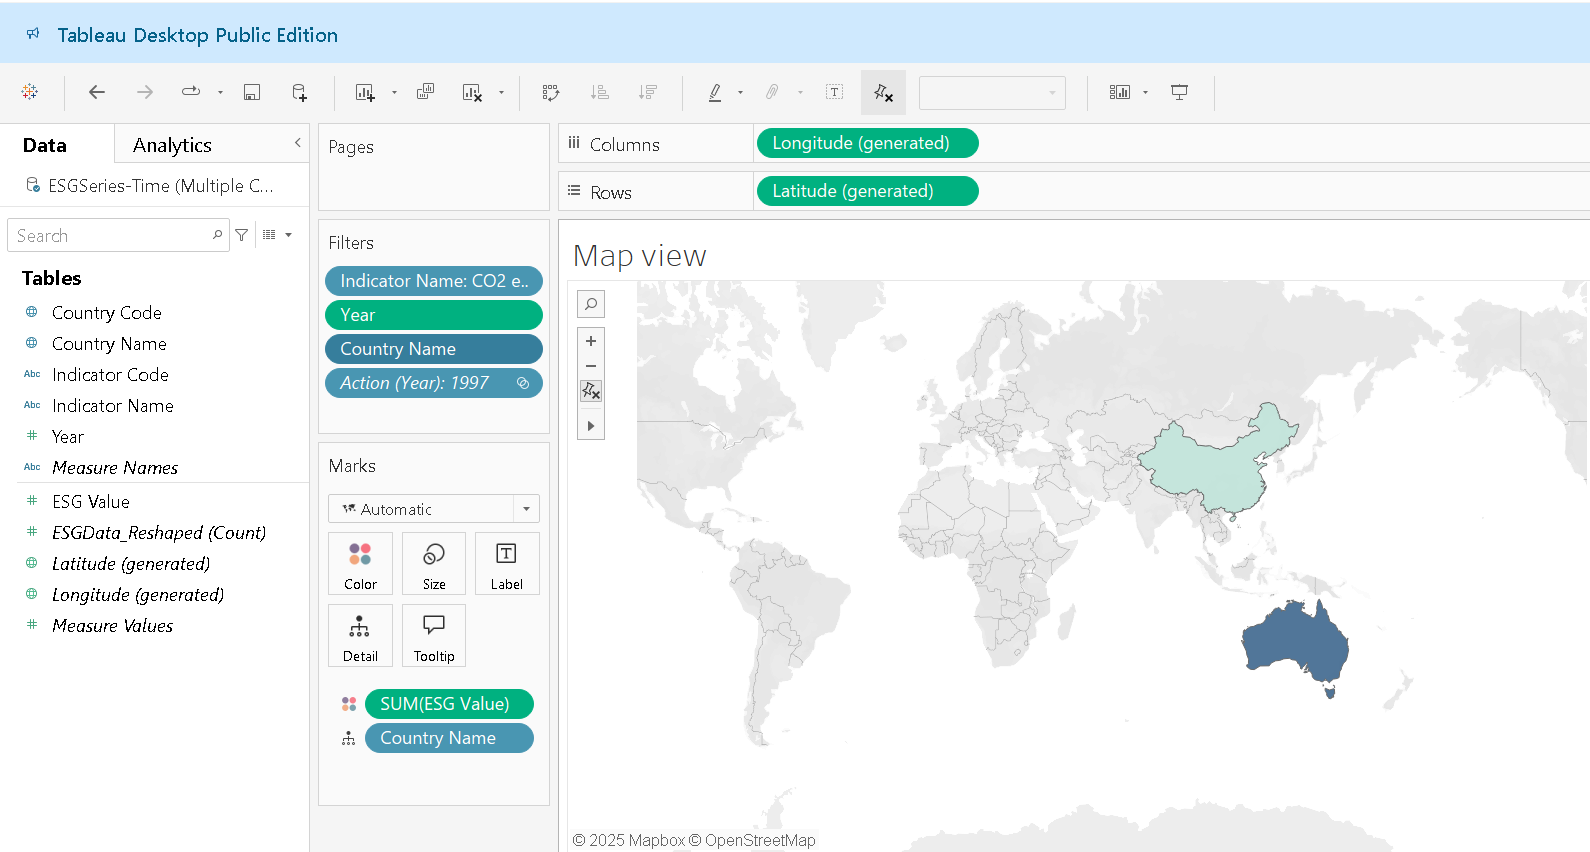 Tableau Desktop Public Edition
Data
Analytics
ESGSeries-Time (Multiple C...
Search
Tables
Country Code
Country Name
Abc Indicator Code
Abc Indicator Name
Year
Abc Measure Names
ESG Value
ESGData_Reshaped (Count)
Latitude (generated)
Longitude (generated)
Measure Values
Pages
Filters
Indicator Name: CO2 e..
Year
Country Name
Action (Year): 1997
Marks
Automatic
Color
Size
Label
Detail
Tooltip
SUM(ESG Value)
Country Name
Columns
Longitude (generated)
Rows
Latitude (generated)
Map view
© 2025 Mapbox © OpenStreetMap